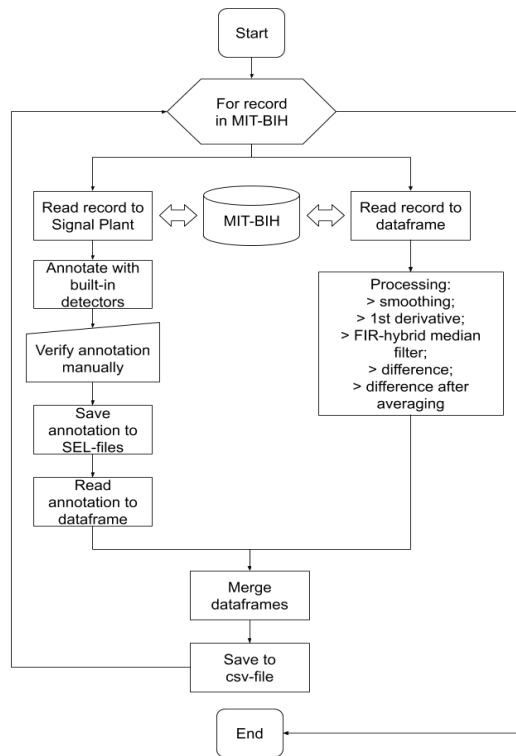 Start
For record
in MIT-BIH
Read record to
Signal Plant
MIT-BIH
Read record to
dataframe
Annotate with
built-in
detectors
Verify annotation
manually
Save
annotation to
SEL-files
Read
annotation to
dataframe
Processing:
> smoothing;
> 1st derivative;
> FIR-hybrid median
filter;
> difference;
> difference after
averaging
Merge
dataframes
Save to
csv-file
End